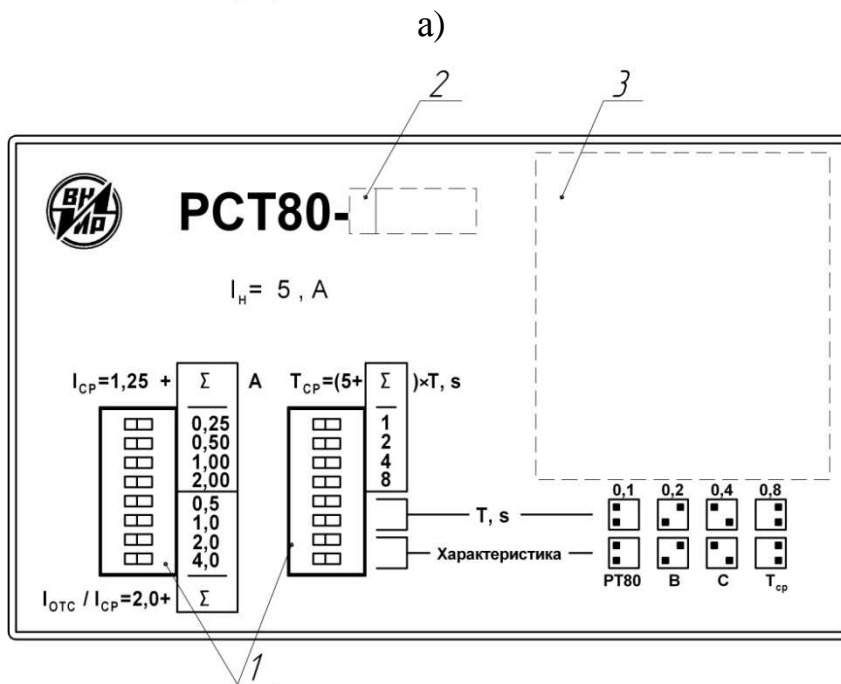 а)
2
3
ВНИИР
РСТ80-
Iн= 5 , А
Iср=1,25 + Σ А
0,25
0,50
1,00
2,00
0,5
1,0
2,0
4,0
Iотс / Iср=2,0+ Σ
Tср=(5+ Σ )×T, s
1
2
4
8
T, s
Характеристика
0,1 0,2 0,4 0,8
РТ80 В С Tср
1